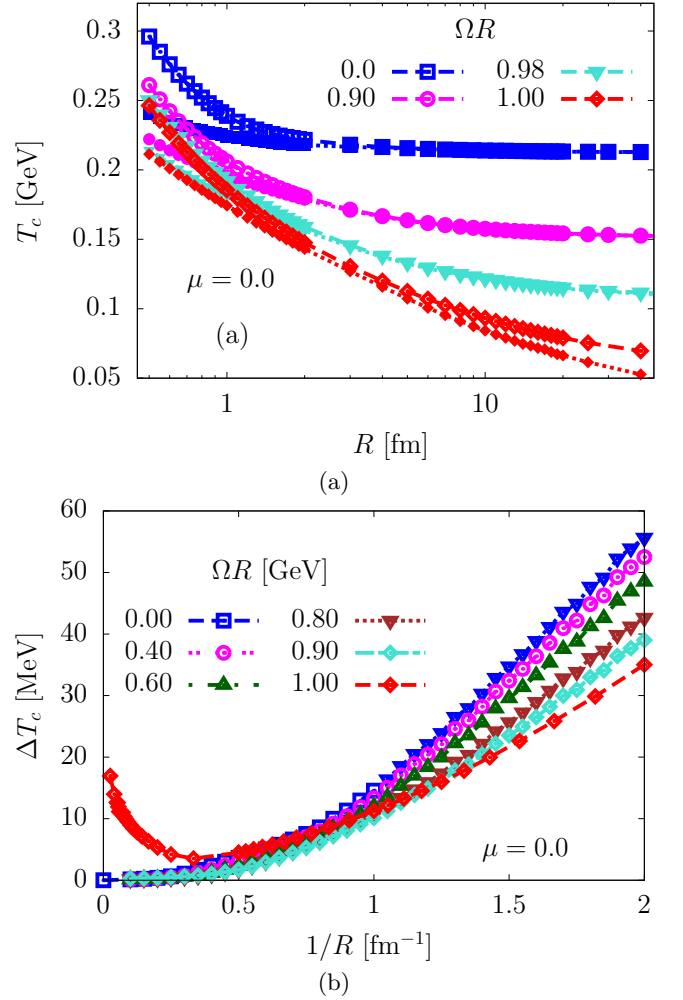 0.3
0.25
0.2
0.15
0.1
0.05
T_c [GeV]
ΩR
0.0
0.90
0.98
1.00
μ = 0.0
(a)
1
10
R [fm]
(a)
60
50
40
30
20
10
0
ΔT_c [MeV]
ΩR [GeV]
0.00
0.40
0.60
0.80
0.90
1.00
μ = 0.0
0
0.5
1
1.5
2
1/R [fm⁻¹]
(b)